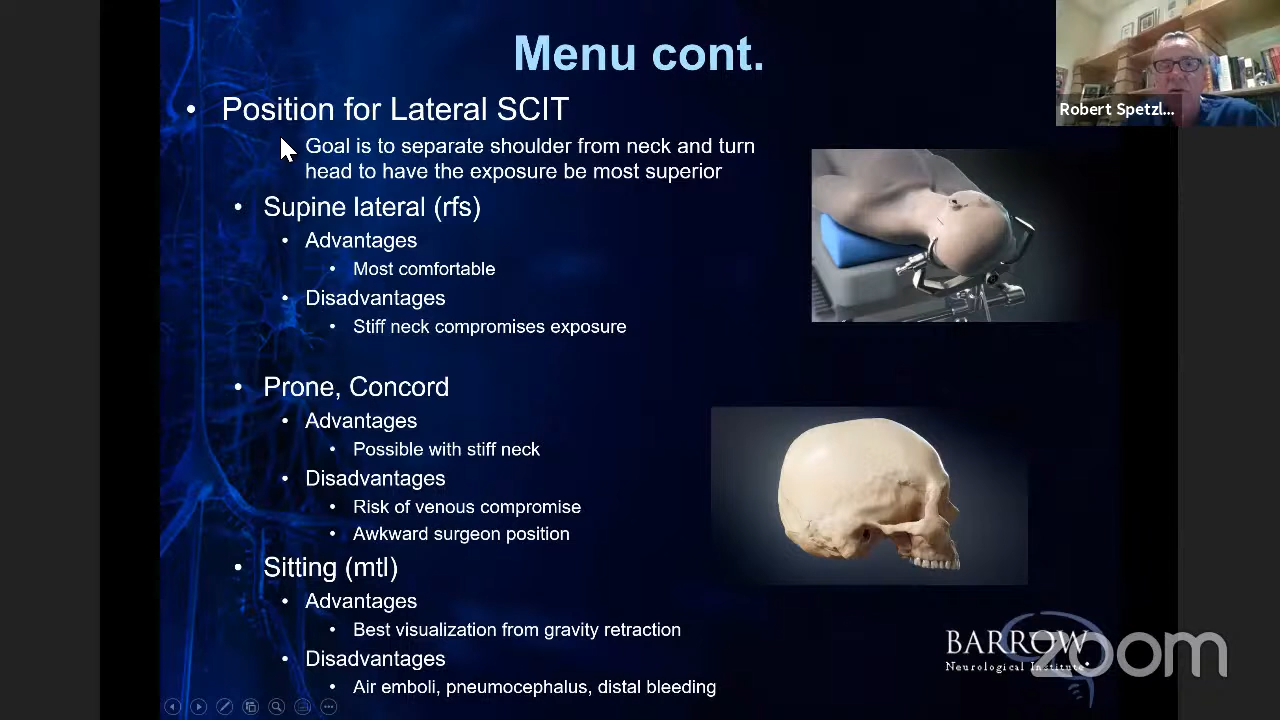 Menu cont.
Robert Spetzl...
• Position for Lateral SCIT
Goal is to separate shoulder from neck and turn
head to have the exposure be most superior
• Supine lateral (rfs)
• Advantages
• Most comfortable
• Disadvantages
• Stiff neck compromises exposure
• Prone, Concord
• Advantages
• Possible with stiff neck
• Disadvantages
• Risk of venous compromise
• Awkward surgeon position
• Sitting (mtl)
• Advantages
• Best visualization from gravity retraction
• Disadvantages
• Air emboli, pneumocephalus, distal bleeding
BARROW
Neurological Institute
zoom